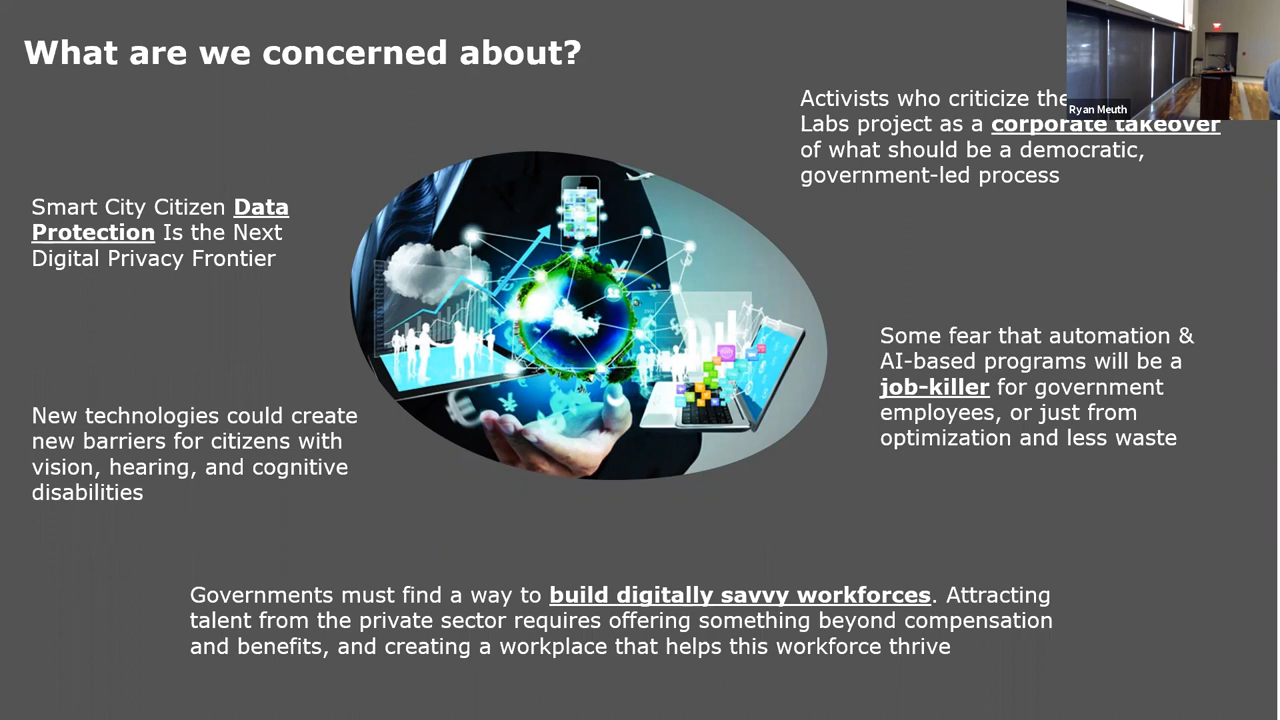 What are we concerned about?
Ryan Meuth
Activists who criticize the
Labs project as a corporate takeover
of what should be a democratic,
government-led process
Smart City Citizen Data
Protection Is the Next
Digital Privacy Frontier
Some fear that automation &
AI-based programs will be a
job-killer for government
employees, or just from
optimization and less waste
New technologies could create
new barriers for citizens with
vision, hearing, and cognitive
disabilities
Governments must find a way to build digitally savvy workforces. Attracting
talent from the private sector requires offering something beyond compensation
and benefits, and creating a workplace that helps this workforce thrive